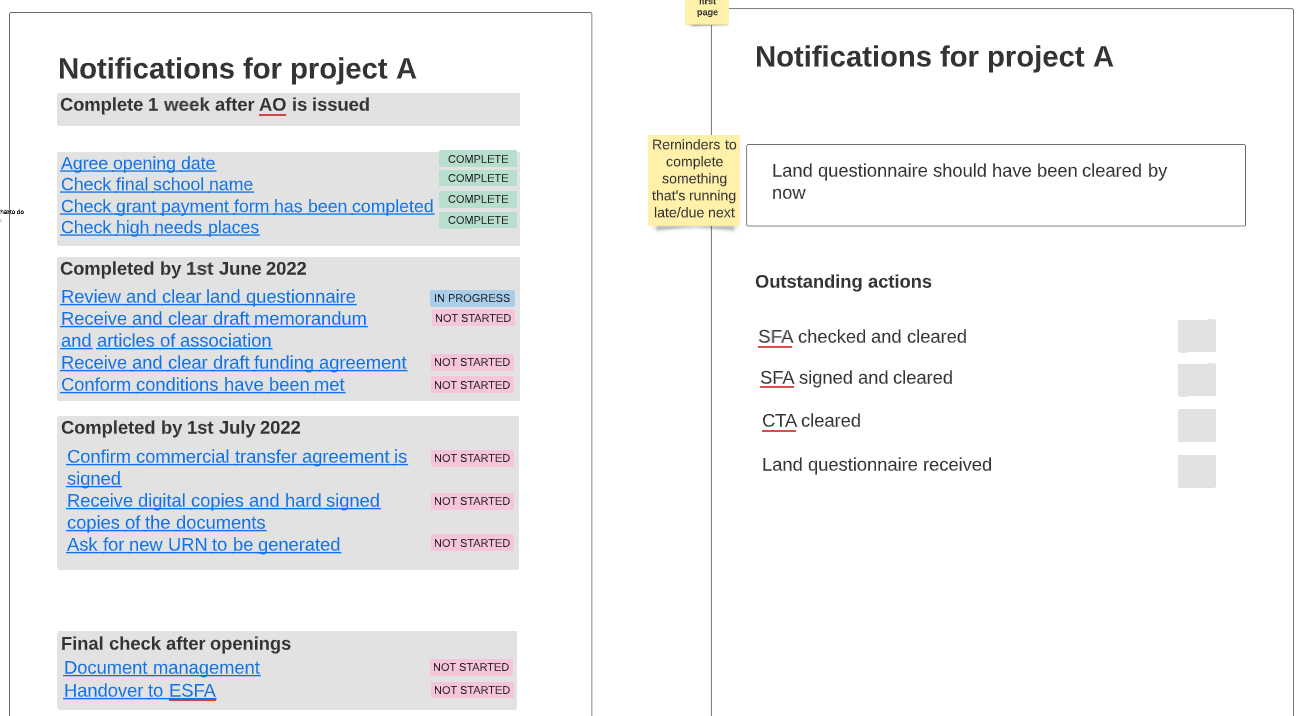 Notifications for project A
Complete 1 week after AO is issued
Agree opening date
COMPLETE
Check final school name
COMPLETE
Check grant payment form has been completed
COMPLETE
Check high needs places
COMPLETE
Completed by 1st June 2022
Review and clear land questionnaire
IN PROGRESS
Receive and clear draft memorandum
NOT STARTED
and articles of association
Receive and clear draft funding agreement
NOT STARTED
Conform conditions have been met
NOT STARTED
Completed by 1st July 2022
Confirm commercial transfer agreement is
NOT STARTED
signed
Receive digital copies and hard signed
NOT STARTED
copies of the documents
Ask for new URN to be generated
NOT STARTED
Final check after openings
Document management
NOT STARTED
Handover to ESFA
NOT STARTED
first
page
Notifications for project A
Reminders to
complete
something
that's running
late/due next
Land questionnaire should have been cleared by
now
Outstanding actions
SFA checked and cleared
SFA signed and cleared
CTA cleared
Land questionnaire received